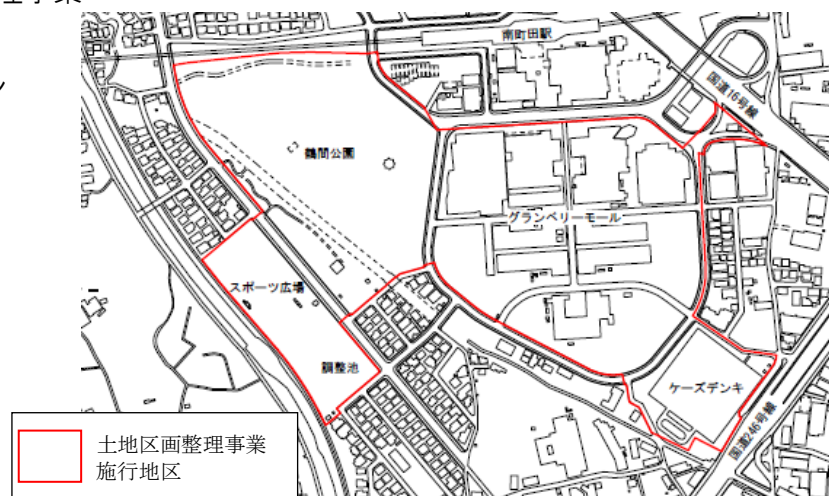 理事業
南町田駅
国道16号線
鶴間公園
グランベリーモール
スポーツ広場
調整池
ケーズデンキ
国道246号線
土地区画整理事業
施行地区